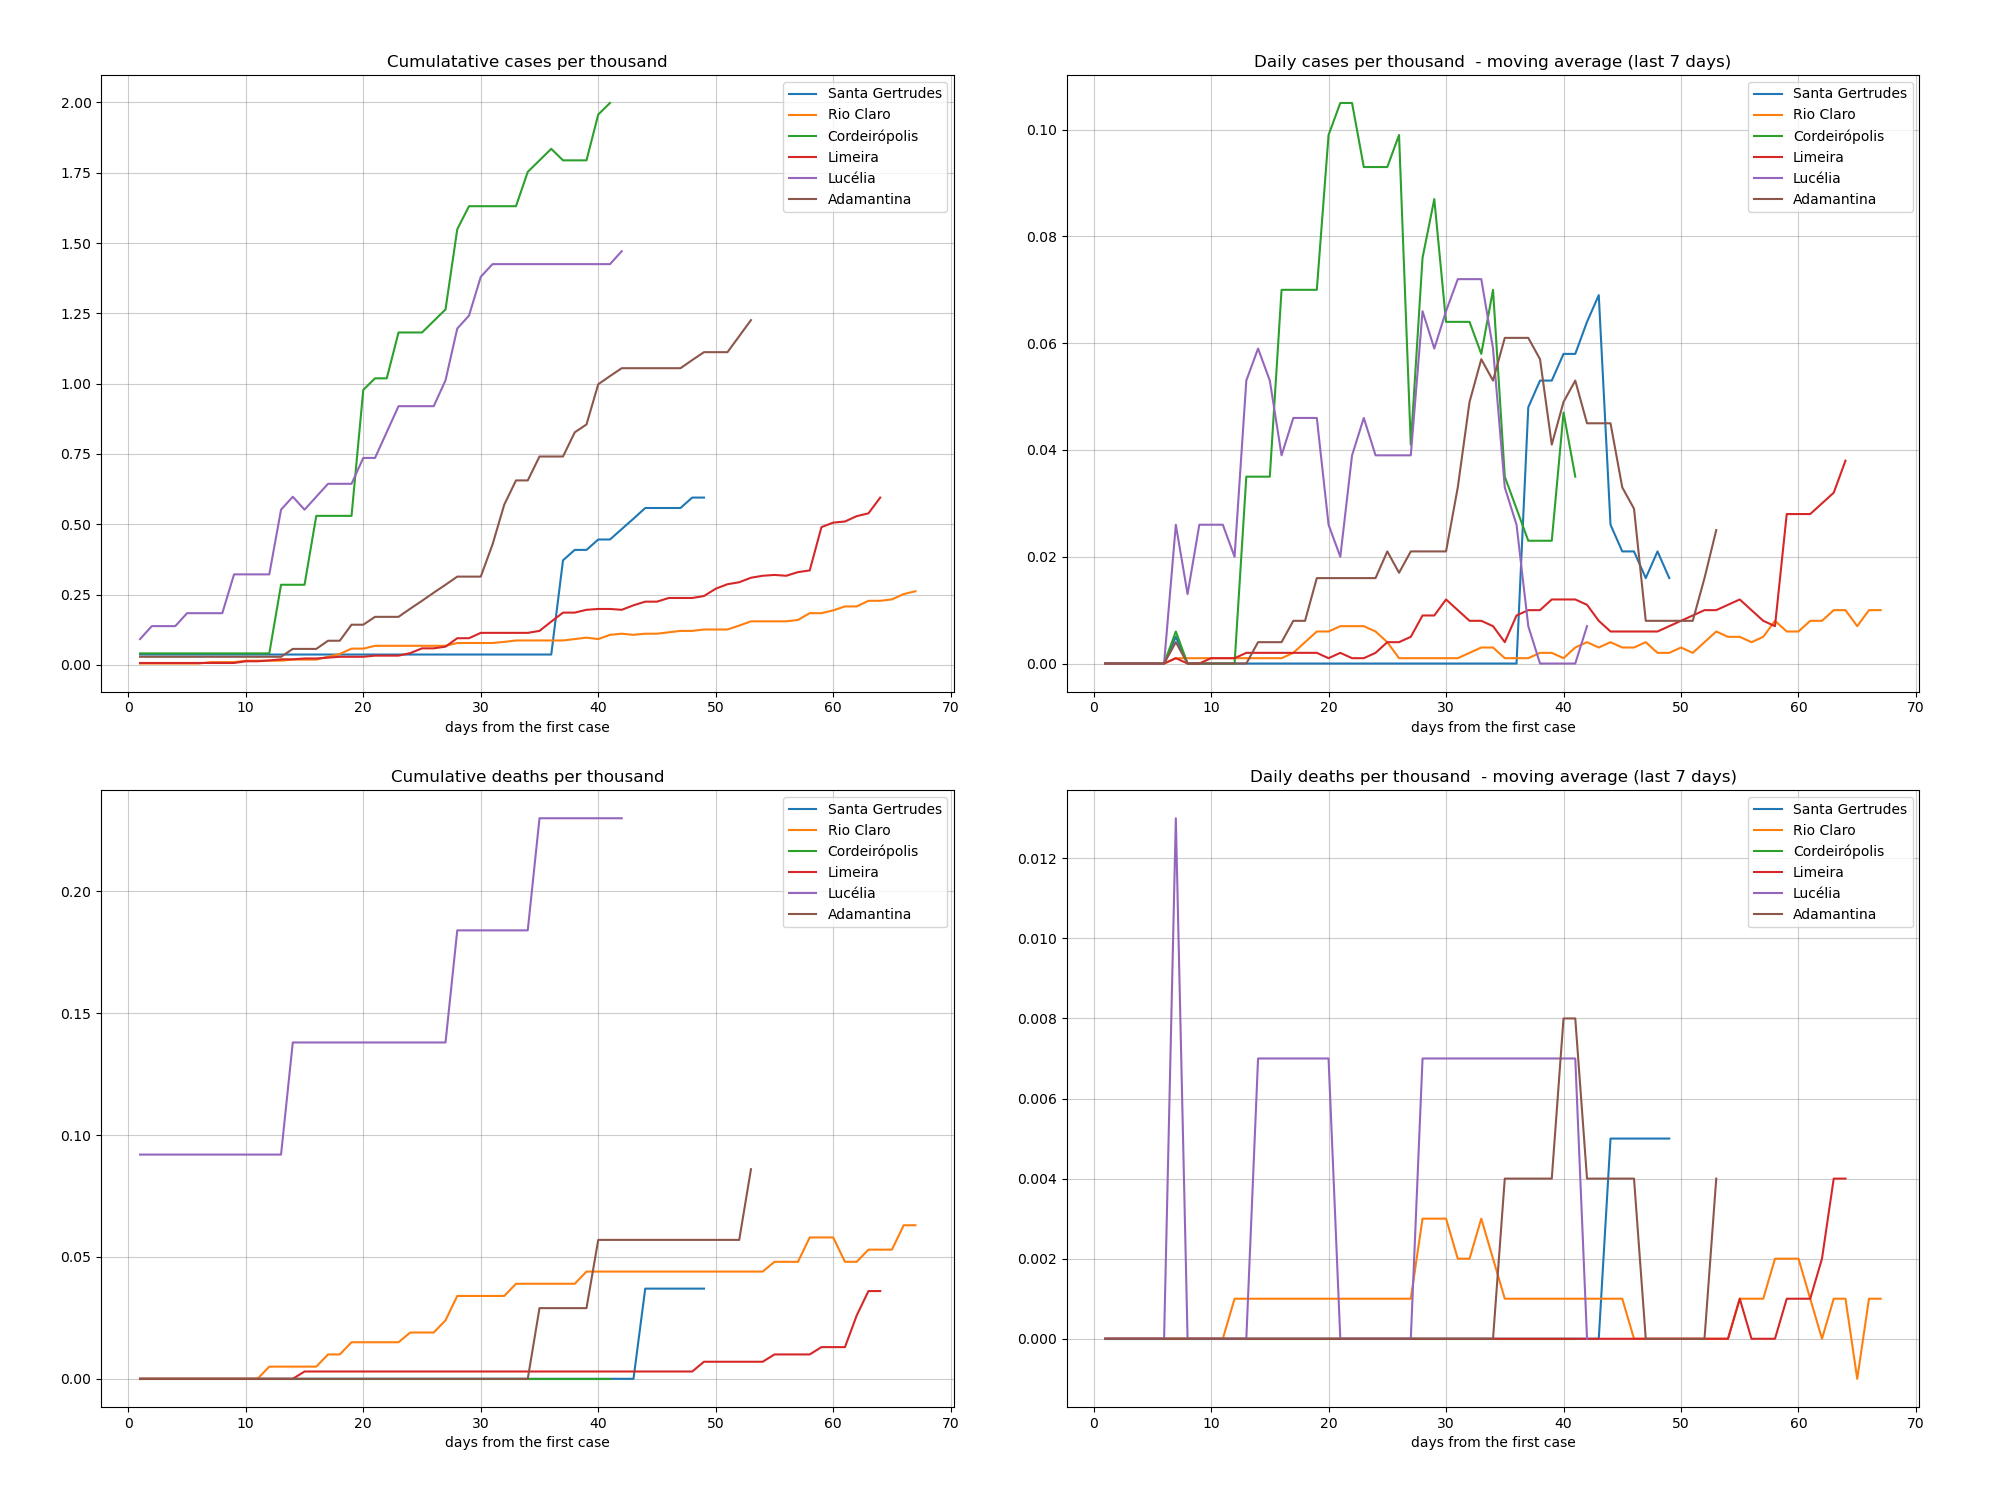 Cumulatative cases per thousand
2.00
1.75
1.50
1.25
1.00
0.75
0.50
0.25
0.00
0 10 20 30 40 50 60 70
days from the first case
Santa Gertrudes
Rio Claro
Cordeirópolis
Limeira
Lucélia
Adamantina
Daily cases per thousand  - moving average (last 7 days)
0.10
0.08
0.06
0.04
0.02
0.00
0 10 20 30 40 50 60 70
days from the first case
Santa Gertrudes
Rio Claro
Cordeirópolis
Limeira
Lucélia
Adamantina
Cumulative deaths per thousand
0.20
0.15
0.10
0.05
0.00
0 10 20 30 40 50 60 70
days from the first case
Santa Gertrudes
Rio Claro
Cordeirópolis
Limeira
Lucélia
Adamantina
Daily deaths per thousand  - moving average (last 7 days)
0.012
0.010
0.008
0.006
0.004
0.002
0.000
0 10 20 30 40 50 60 70
days from the first case
Santa Gertrudes
Rio Claro
Cordeirópolis
Limeira
Lucélia
Adamantina